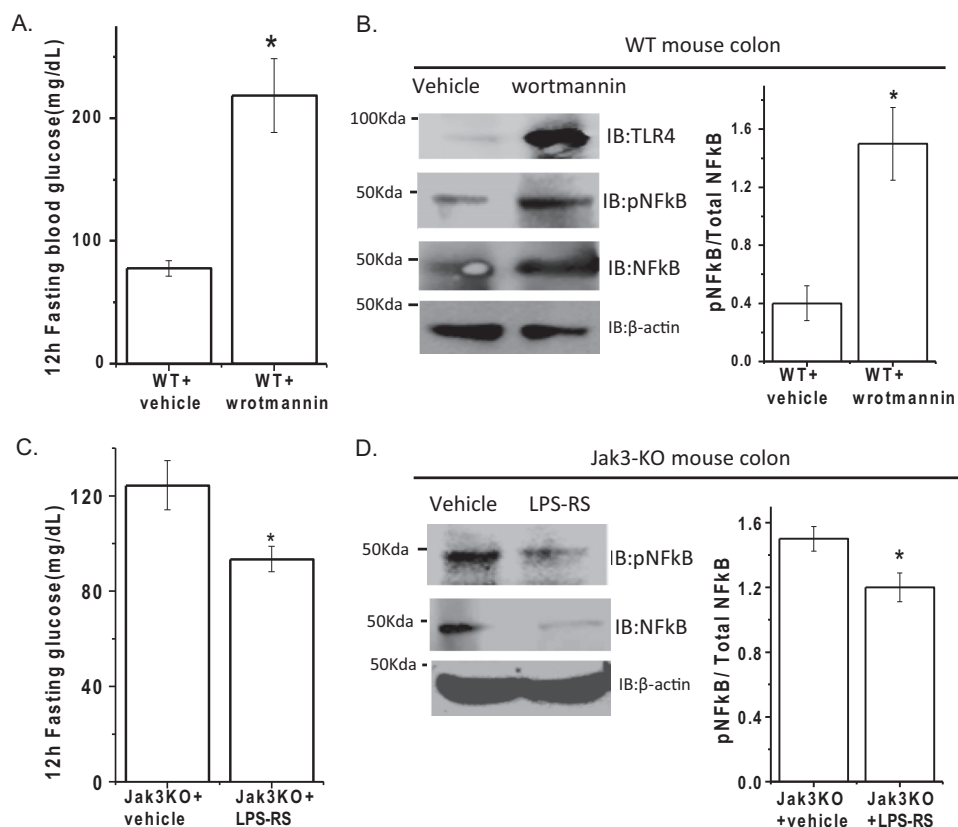 A.
12h Fasting blood glucose(mg/dL)
200
100
0
*
WT+
vehicle
WT+
wrotmannin
B.
WT mouse colon
Vehicle wortmannin
100Kda
IB:TLR4
50Kda
IB:pNFkB
50Kda
IB:NFkB
50Kda
IB:β-actin
pNFkB/Total NFkB
1.6
1.2
0.8
0.4
0.0
*
WT+
vehicle
WT+
wrotmannin
C.
12h Fasting glucose(mg/dL)
120
80
40
0
*
Jak3KO+
vehicle
Jak3KO+
LPS-RS
D.
Jak3-KO mouse colon
Vehicle LPS-RS
50Kda
IB:pNFkB
50Kda
IB:NFkB
50Kda
IB:β-actin
pNFkB/ Total NFkB
1.6
1.2
1.4
0.4
0.0
*
Jak3KO
+vehicle
Jak3KO
+LPS-RS